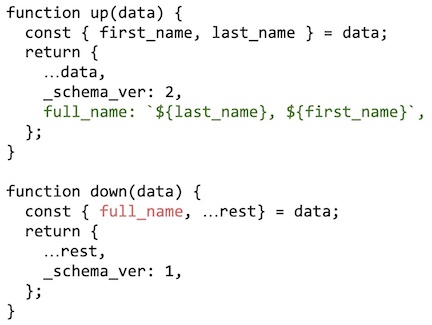 function up(data) {
  const { first_name, last_name } = data;
  return {
    …data,
    _schema_ver: 2,
    full_name: `${last_name}, ${first_name}`,
  };
}

function down(data) {
  const { full_name, …rest} = data;
  return {
    …rest,
    _schema_ver: 1,
  };
}